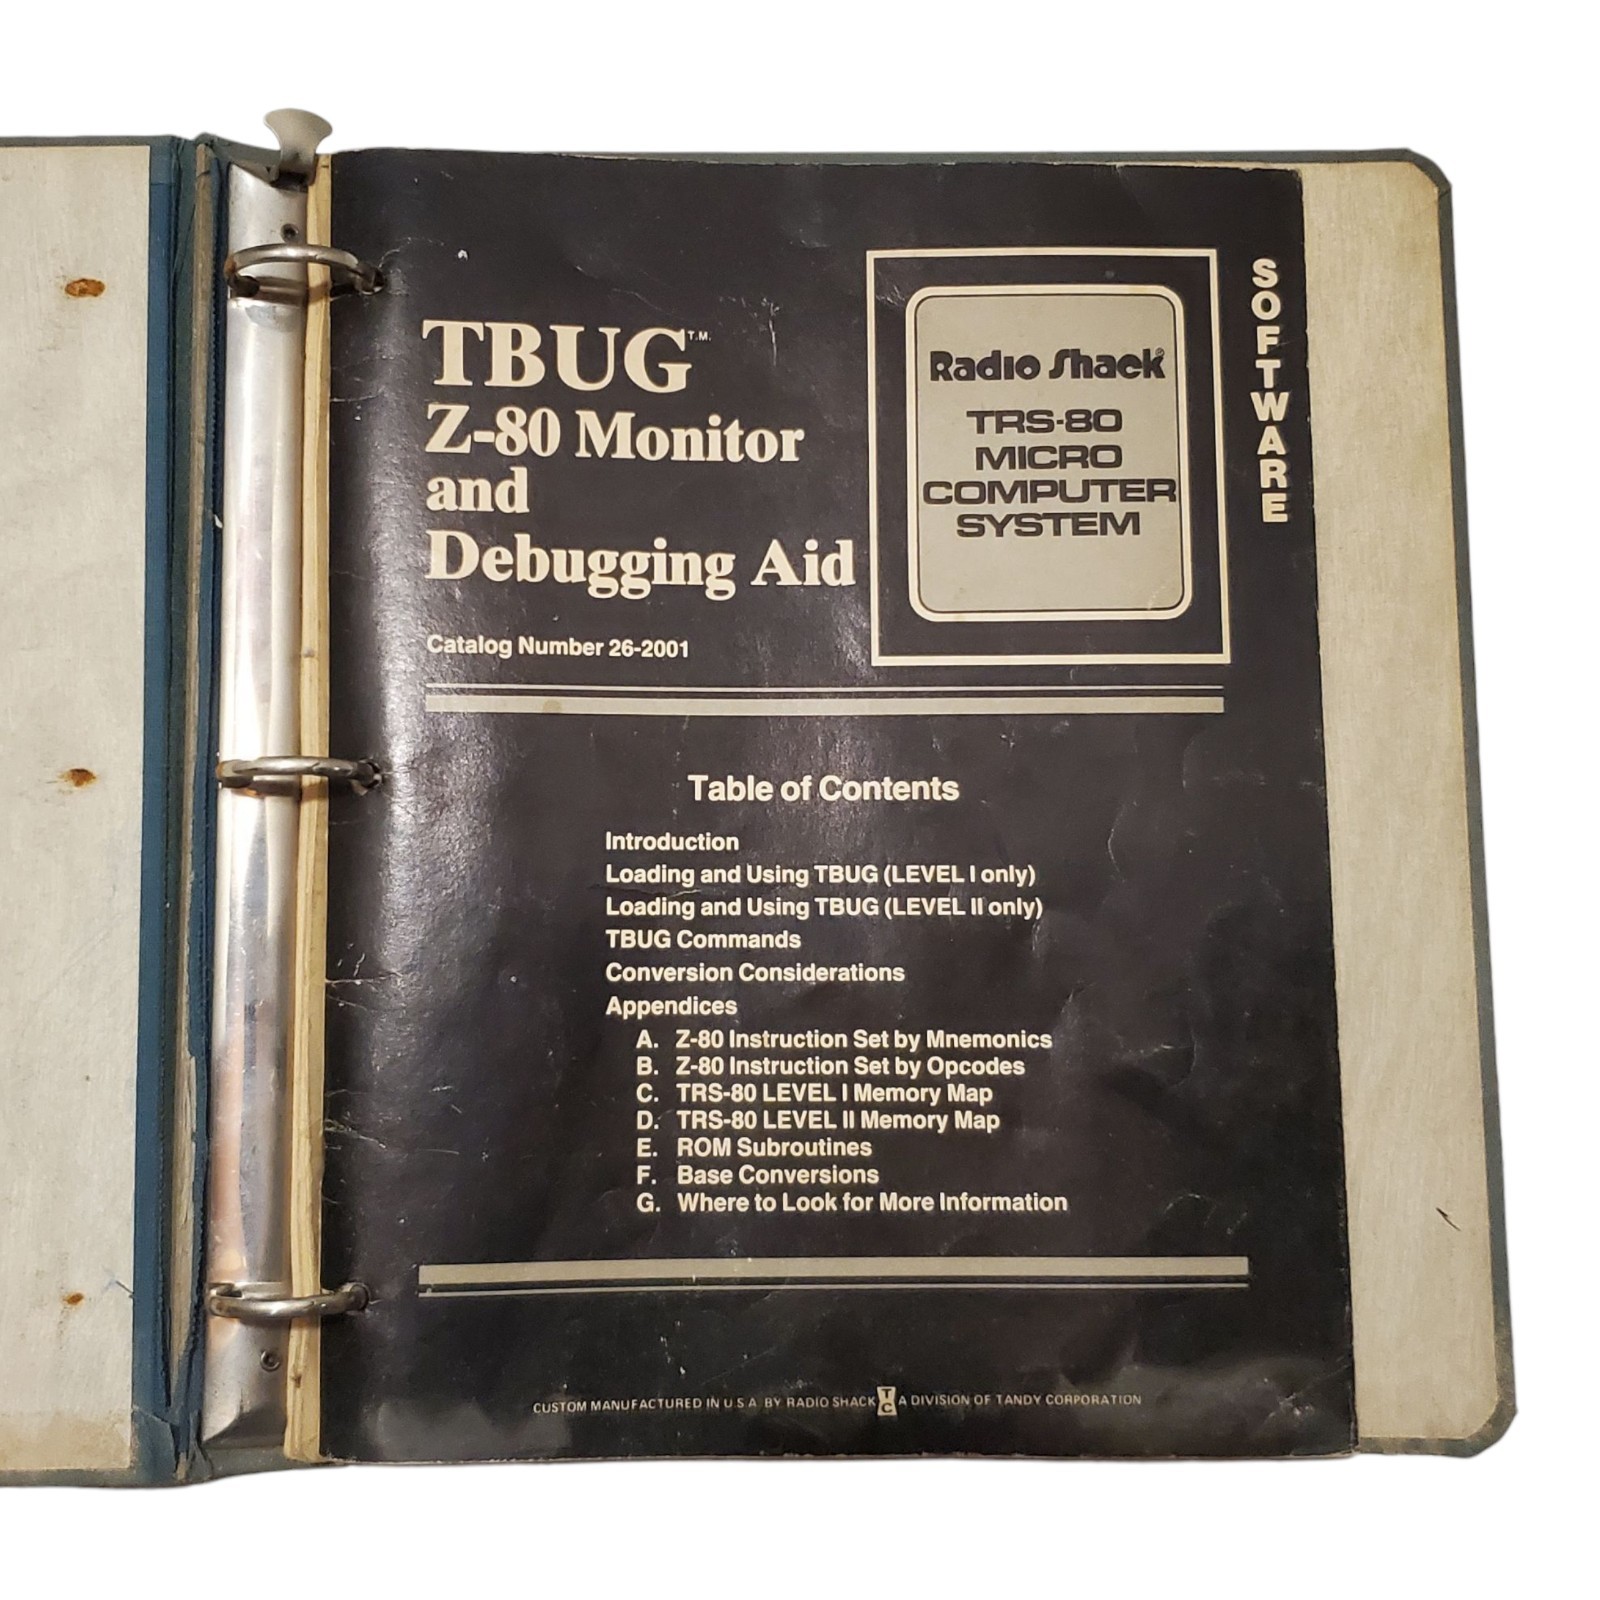 TBUG T.M.
Z-80 Monitor
and
Debugging Aid
Catalog Number 26-2001
Radio Shack®
TRS-80
MICRO
COMPUTER
SYSTEM
SOFTWARE
Table of Contents
Introduction
Loading and Using TBUG (LEVEL I only)
Loading and Using TBUG (LEVEL II only)
TBUG Commands
Conversion Considerations
Appendices
A. Z-80 Instruction Set by Mnemonics
B. Z-80 Instruction Set by Opcodes
C. TRS-80 LEVEL I Memory Map
D. TRS-80 LEVEL II Memory Map
E. ROM Subroutines
F. Base Conversions
G. Where to Look for More Information
CUSTOM MANUFACTURED IN U.S.A. BY RADIO SHACK TC A DIVISION OF TANDY CORPORATION